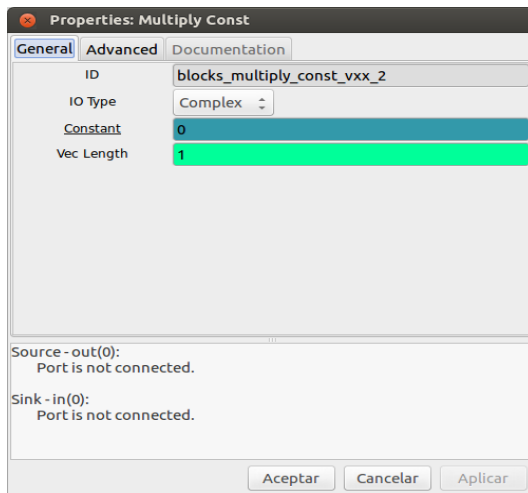 Properties: Multiply Const
General Advanced Documentation
ID blocks_multiply_const_vxx_2
IO Type Complex
Constant 0
Vec Length 1
Source - out(0):
Port is not connected.
Sink - in(0):
Port is not connected.
Aceptar Cancelar Aplicar